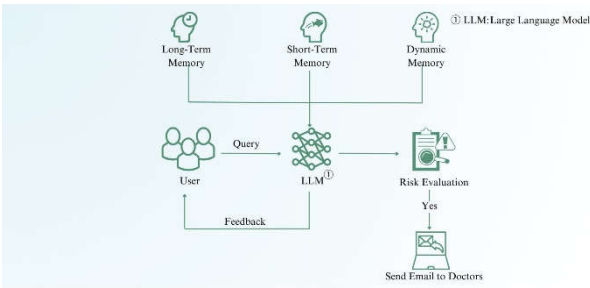 ① LLM: Large Language Model
Long-Term
Memory
Short-Term
Memory
Dynamic
Memory
Query
User
LLM①
Risk Evaluation
Feedback
Yes
Send Email to Doctors